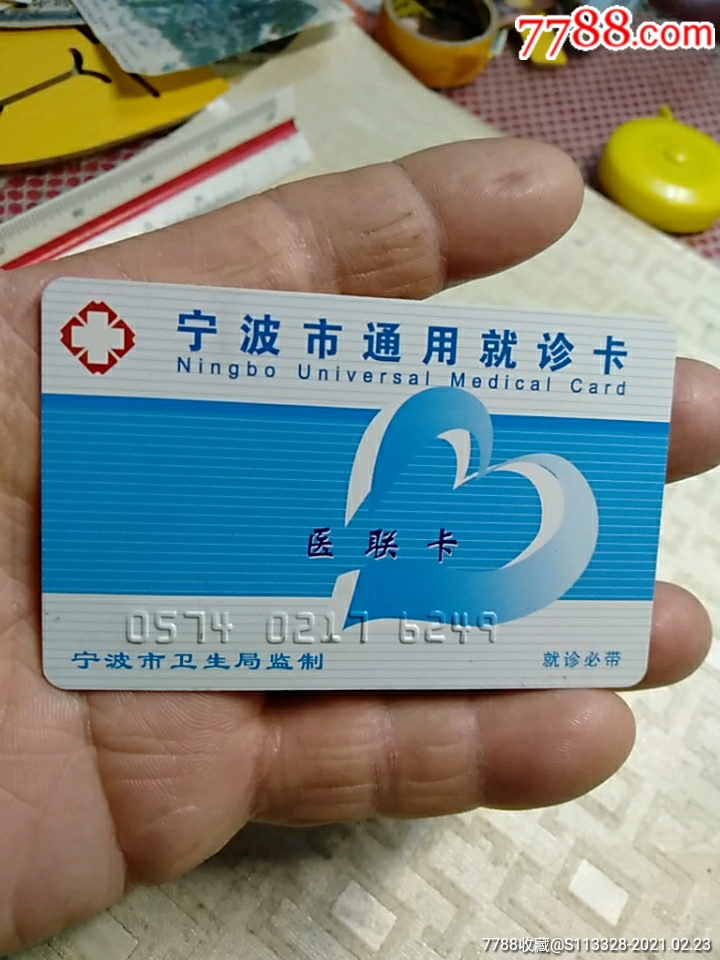 7788.com
宁波市通用就诊卡
Ningbo Universal Medical Card
医联卡
0574 0217 6249
宁波市卫生局监制
就诊必带
7788收藏@S113328-2021.02.23